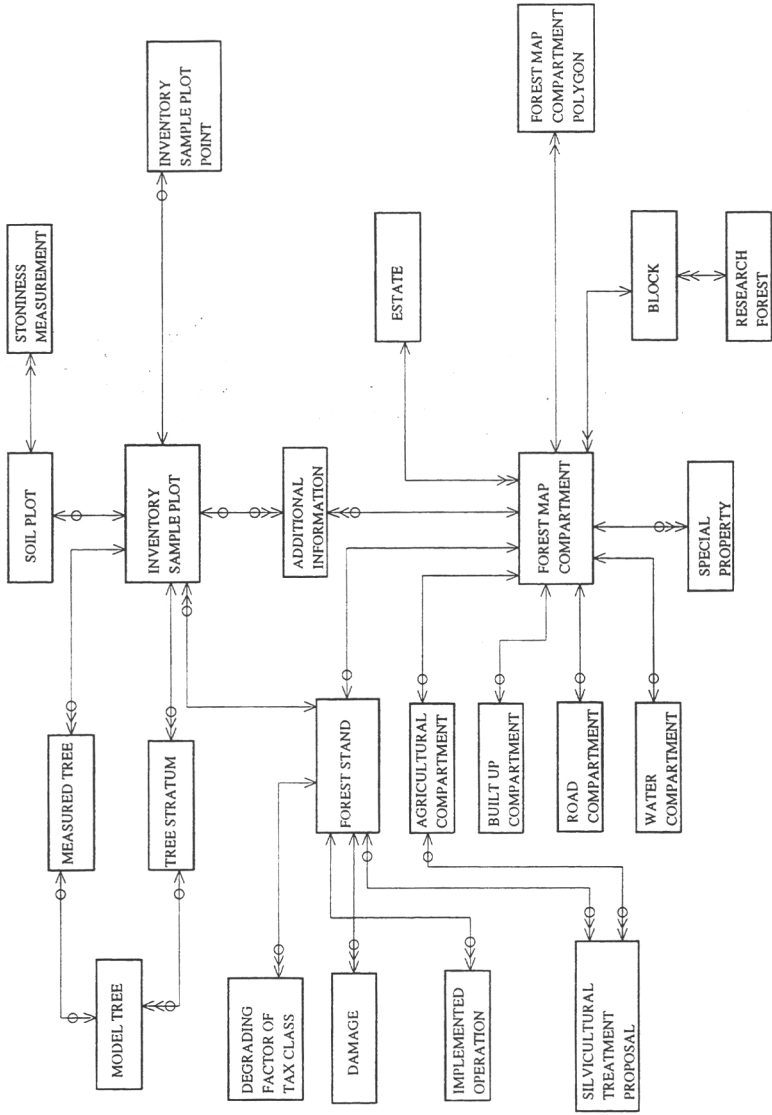 MODEL TREE
MEASURED TREE
TREE STRATUM
SOIL PLOT
STONINESS
MEASUREMENT
INVENTORY
SAMPLE PLOT
INVENTORY
SAMPLE PLOT
POINT
ADDITIONAL
INFORMATION
DEGRADING
FACTOR OF
TAX CLASS
DAMAGE
IMPLEMENTED
OPERATION
SILVICULTURAL
TREATMENT
PROPOSAL
FOREST STAND
AGRICULTURAL
COMPARTMENT
BUILT UP
COMPARTMENT
ROAD
COMPARTMENT
WATER
COMPARTMENT
ESTATE
FOREST MAP
COMPARTMENT
SPECIAL
PROPERTY
FOREST MAP
COMPARTMENT
POLYGON
BLOCK
RESEARCH
FOREST